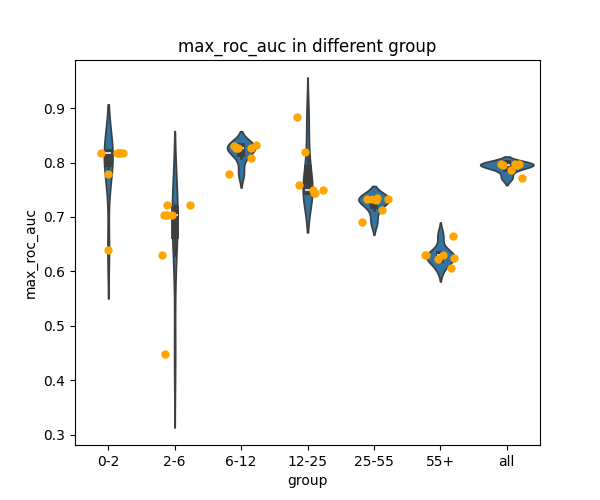 max_roc_auc in different group
max_roc_auc
0.9
0.8
0.7
0.6
0.5
0.4
0.3
0-2 2-6 6-12 12-25 25-55 55+ all
group